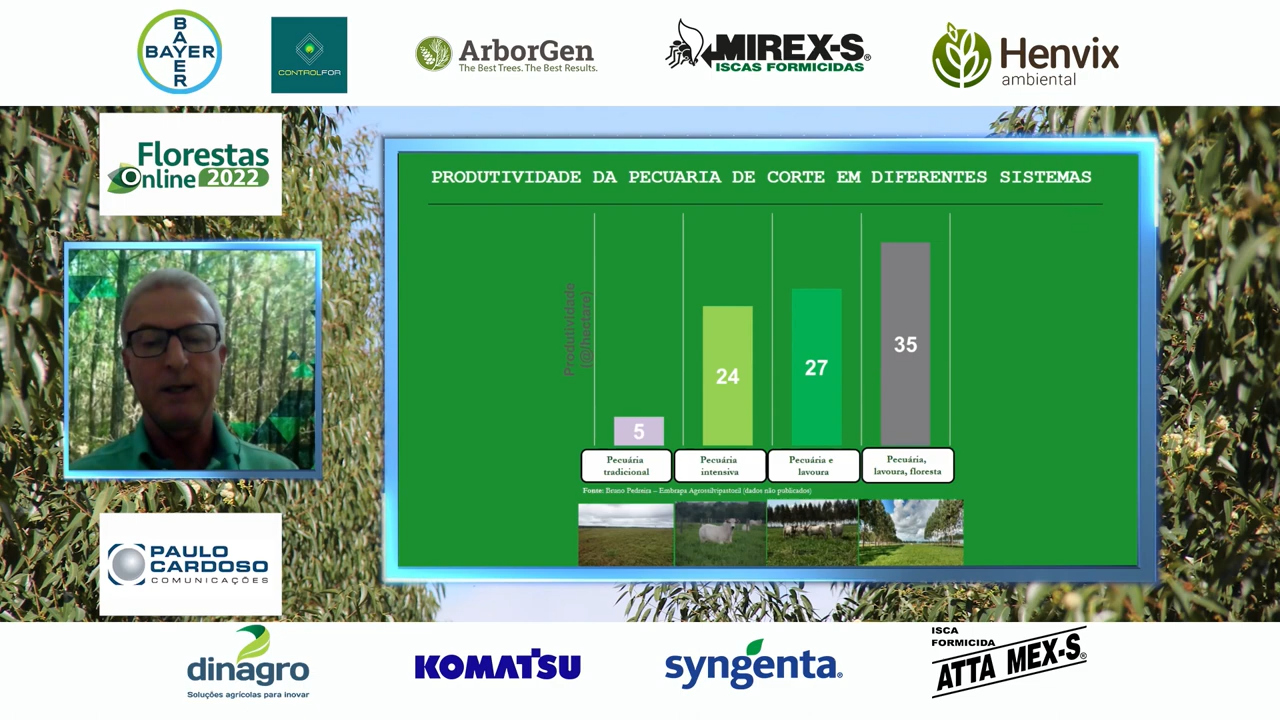 BAYER
BAYER
CONTROLFOR
ArborGen
The Best Trees. The Best Results.
MIREX-S®
ISCAS FORMICIDAS
Henvix
ambiental
Florestas
Online 2022
PRODUTIVIDADE DA PECUARIA DE CORTE EM DIFERENTES SISTEMAS
Produtividade
(@/hectare)
5
24
27
35
Pecuária
tradicional
Pecuária
intensiva
Pecuária e
lavoura
Pecuária,
lavoura, floresta
Fonte: Bruno Pedreira – Embrapa Agrossilvipastoril (dados não publicados)
PAULO
CARDOSO
COMUNICAÇÕES
dinagro
Soluções agrícolas para inovar
KOMATSU
syngenta®
ISCA
FORMICIDA
ATTA MEX-S®